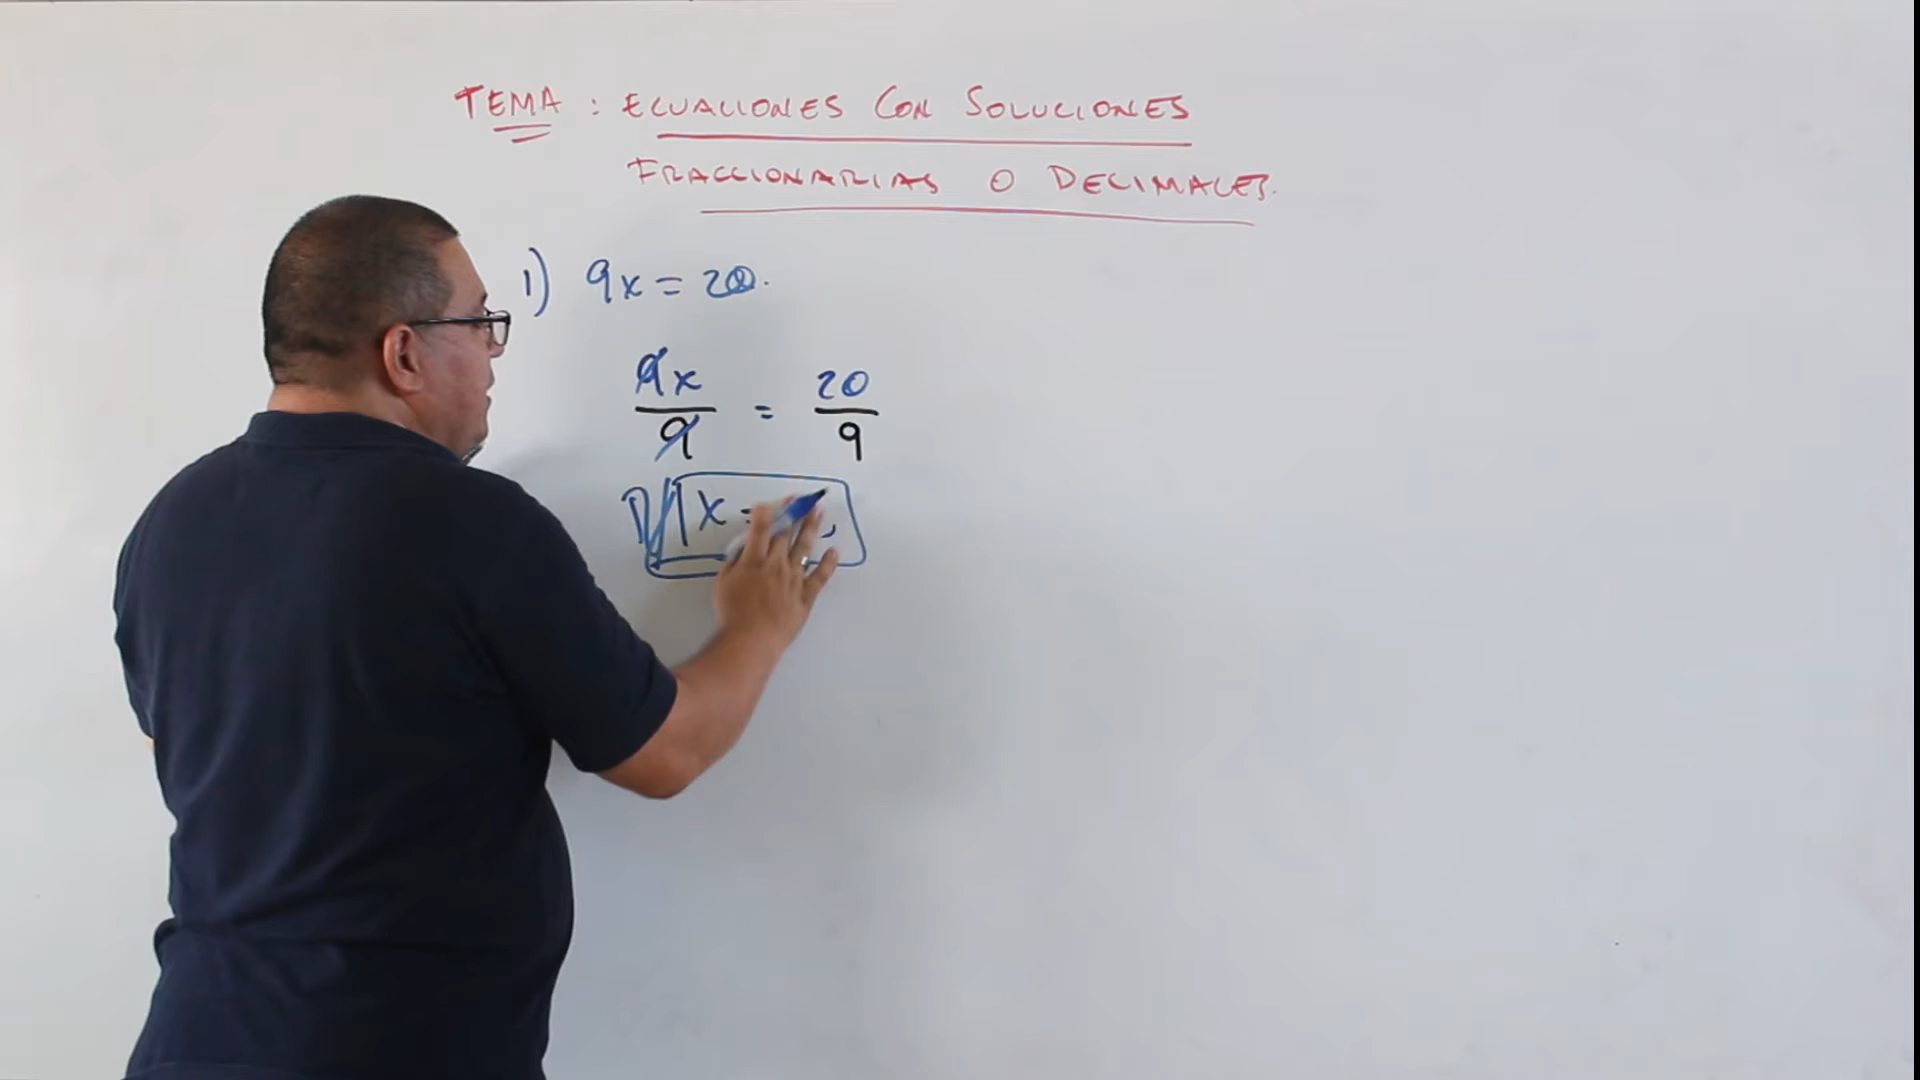 TEMA : ECUACIONES CON SOLUCIONES
FRACCIONARIAS O DECIMALES.
1) 9x = 20.
9x/9 = 20/9
x =